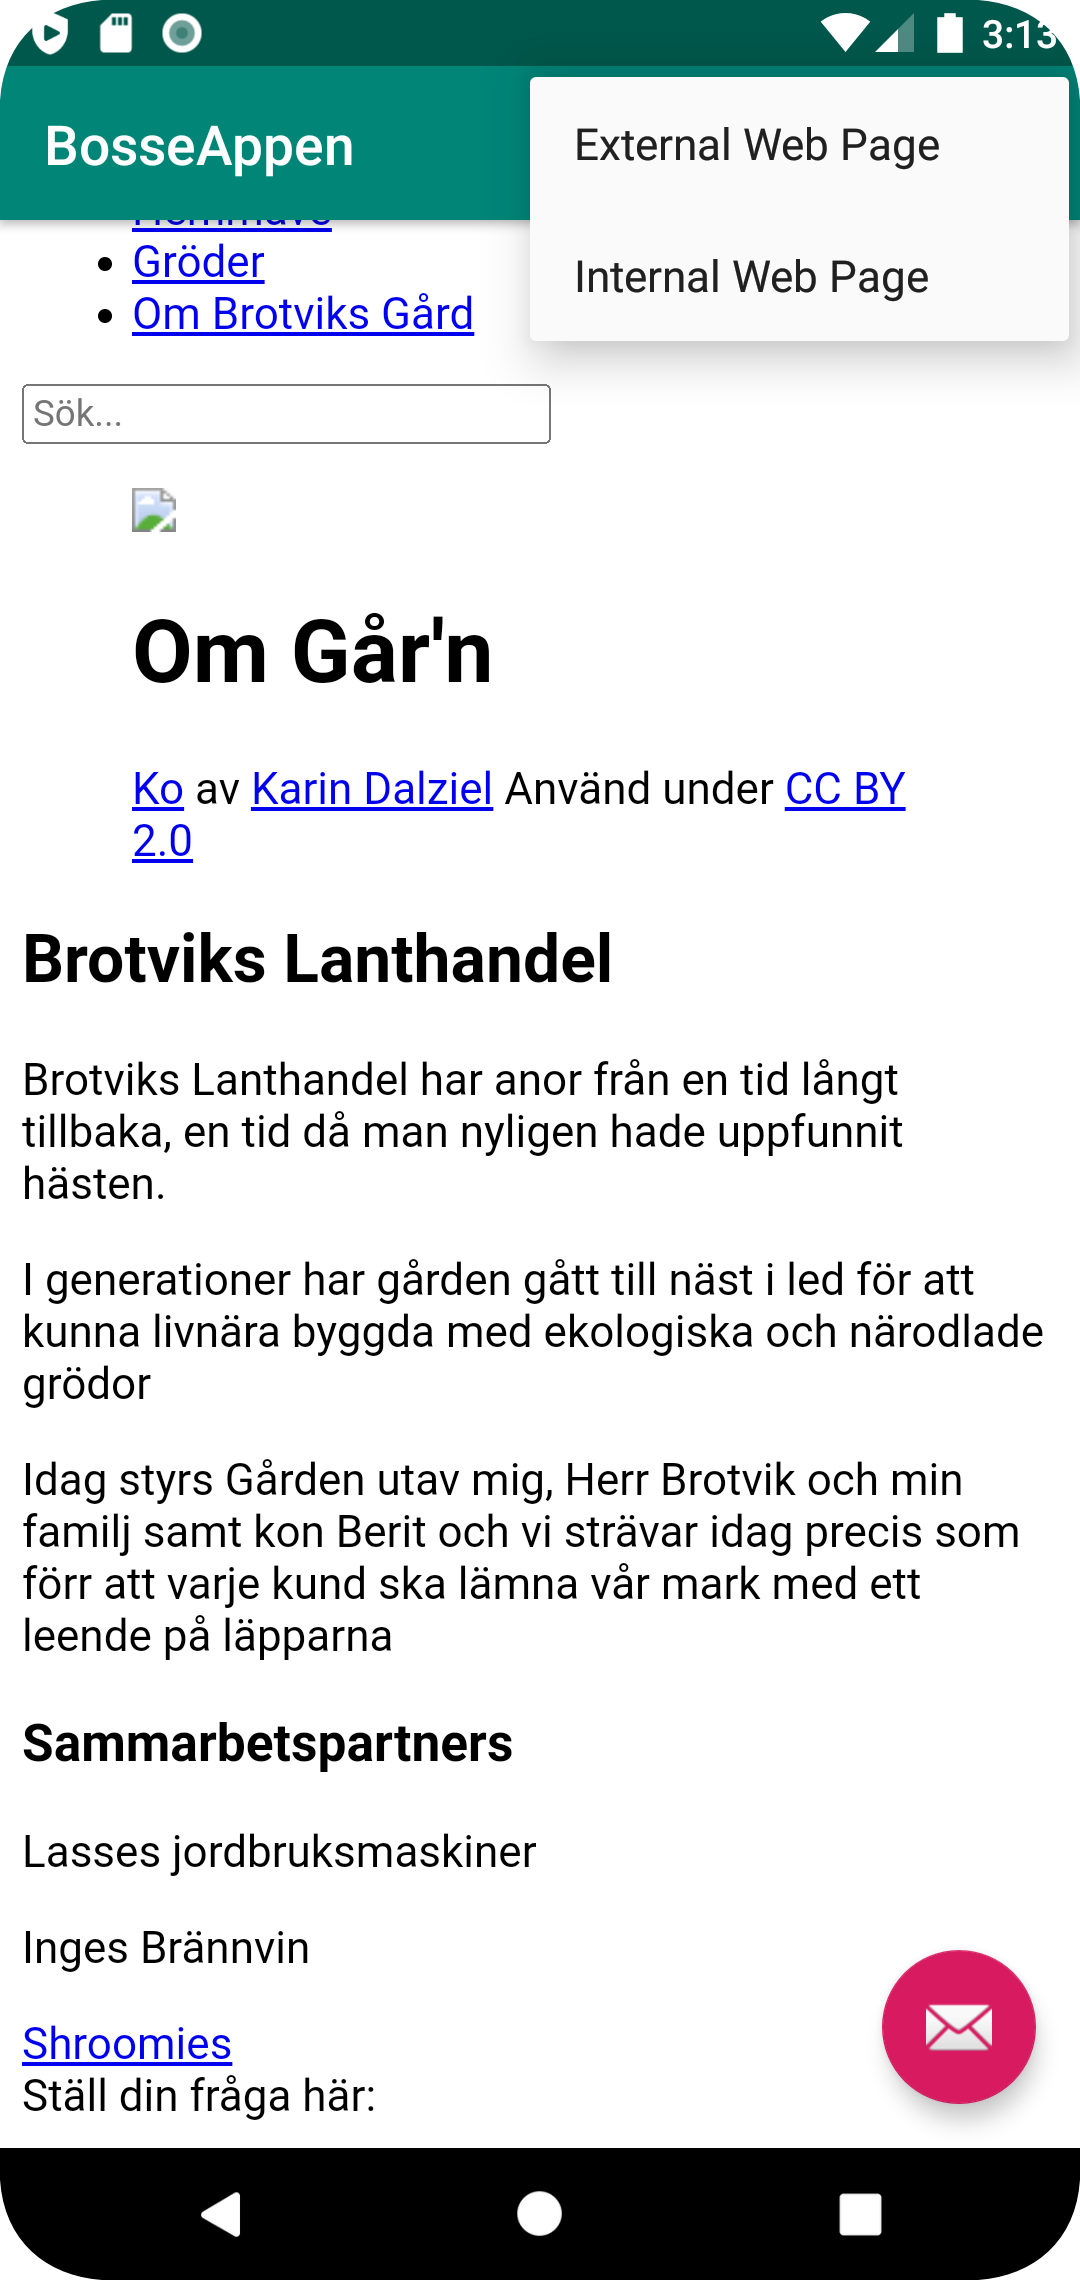 3:13
BosseAppen
External Web Page
Internal Web Page
Gröder
Om Brotviks Gård
Sök...
Om Går'n
Ko av Karin Dalziel Använd under CC BY
2.0
Brotviks Lanthandel
Brotviks Lanthandel har anor från en tid långt
tillbaka, en tid då man nyligen hade uppfunnit
hästen.
I generationer har gården gått till näst i led för att
kunna livnära byggda med ekologiska och närodlade
grödor
Idag styrs Gården utav mig, Herr Brotvik och min
familj samt kon Berit och vi strävar idag precis som
förr att varje kund ska lämna vår mark med ett
leende på läpparna
Sammarbetspartners
Lasses jordbruksmaskiner
Inges Brännvin
Shroomies
Ställ din fråga här: